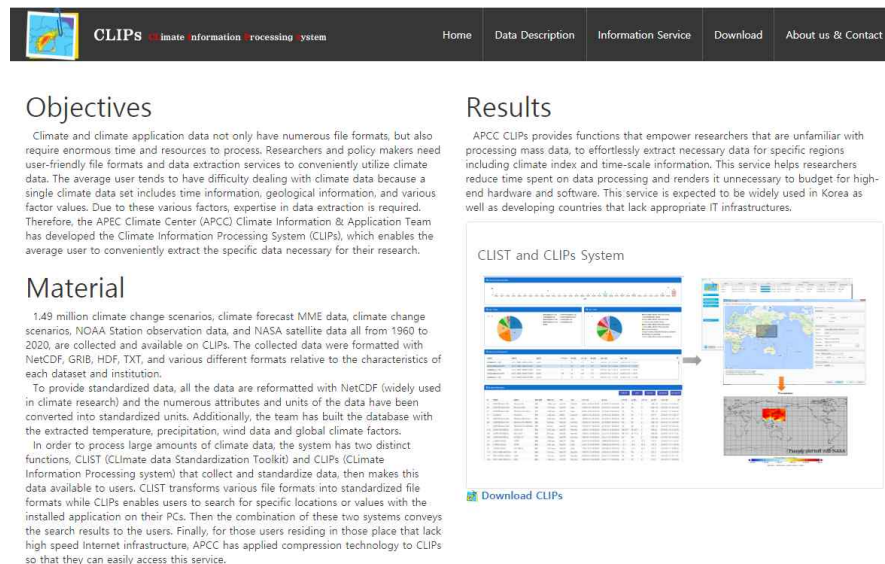 CLIPs CLimate Information Processing System
Home
Data Description
Information Service
Download
About us & Contact
Objectives
Climate and climate application data not only have numerous file formats, but also
require enormous time and resources to process. Researchers and policy makers need
user-friendly file formats and data extraction services to conveniently utilize climate
data. The average user tends to have difficulty dealing with climate data because a
single climate data set includes time information, geological information, and various
factor values. Due to these various factors, expertise in data extraction is required.
Therefore, the APEC Climate Center (APCC) Climate Information & Application Team
has developed the Climate Information Processing System (CLIPs), which enables the
average user to conveniently extract the specific data necessary for their research.
Material
1.49 million climate change scenarios, climate forecast MME data, climate change
scenarios, NOAA Station observation data, and NASA satellite data all from 1960 to
2020, are collected and available on CLIPs. The collected data were formatted with
NetCDF, GRIB, HDF, TXT, and various different formats relative to the characteristics of
each dataset and institution.
To provide standardized data, all the data are reformatted with NetCDF (widely used
in climate research) and the numerous attributes and units of the data have been
converted into standardized units. Additionally, the team has built the database with
the extracted temperature, precipitation, wind data and global climate factors.
In order to process large amounts of climate data, the system has two distinct
functions, CLIST (CLImate data Standardization Toolkit) and CLIPs (CLimate
Information Processing system) that collect and standardize data, then makes this
data available to users. CLIST transforms various file formats into standardized file
formats while CLIPs enables users to search for specific locations or values with the
installed application on their PCs. Then the combination of these two systems conveys
the search results to the users. Finally, for those users residing in those place that lack
high speed Internet infrastructure, APCC has applied compression technology to CLIPs
so that they can easily access this service.
Results
APCC CLIPs provides functions that empower researchers that are unfamiliar with
processing mass data, to effortlessly extract necessary data for specific regions
including climate index and time-scale information. This service helps researchers
reduce time spent on data processing and renders it unnecessary to budget for high-
end hardware and software. This service is expected to be widely used in Korea as
well as developing countries that lack appropriate IT infrastructures.
CLIST and CLIPs System
Download CLIPs